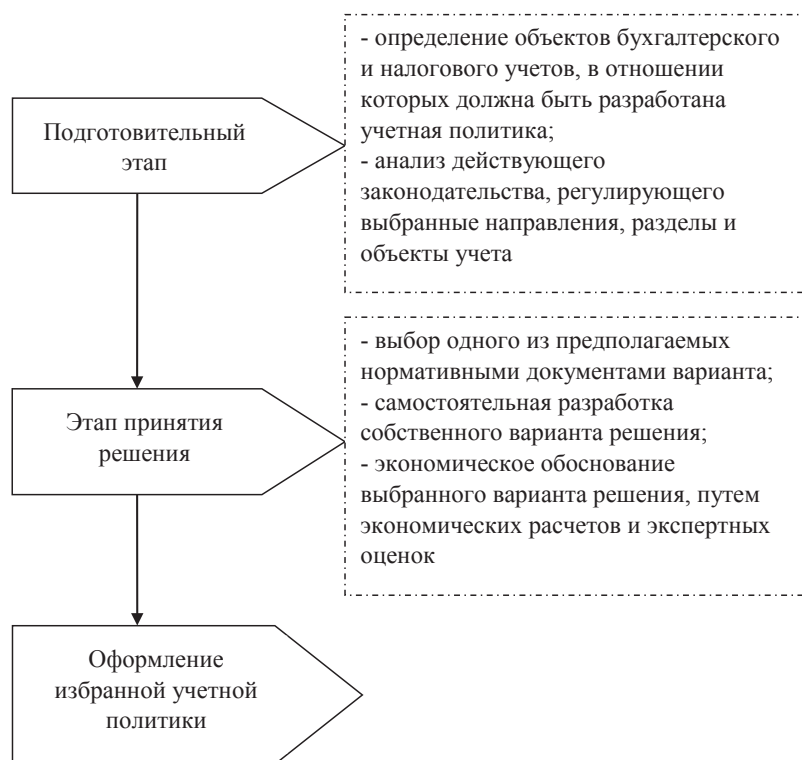 Подготовительный
этап
- определение объектов бухгалтерского
и налогового учетов, в отношении
которых должна быть разработана
учетная политика;
- анализ действующего
законодательства, регулирующего
выбранные направления, разделы и
объекты учета
Этап принятия
решения
- выбор одного из предполагаемых
нормативными документами варианта;
- самостоятельная разработка
собственного варианта решения;
- экономическое обоснование
выбранного варианта решения, путем
экономических расчетов и экспертных
оценок
Оформление
избранной учетной
политики